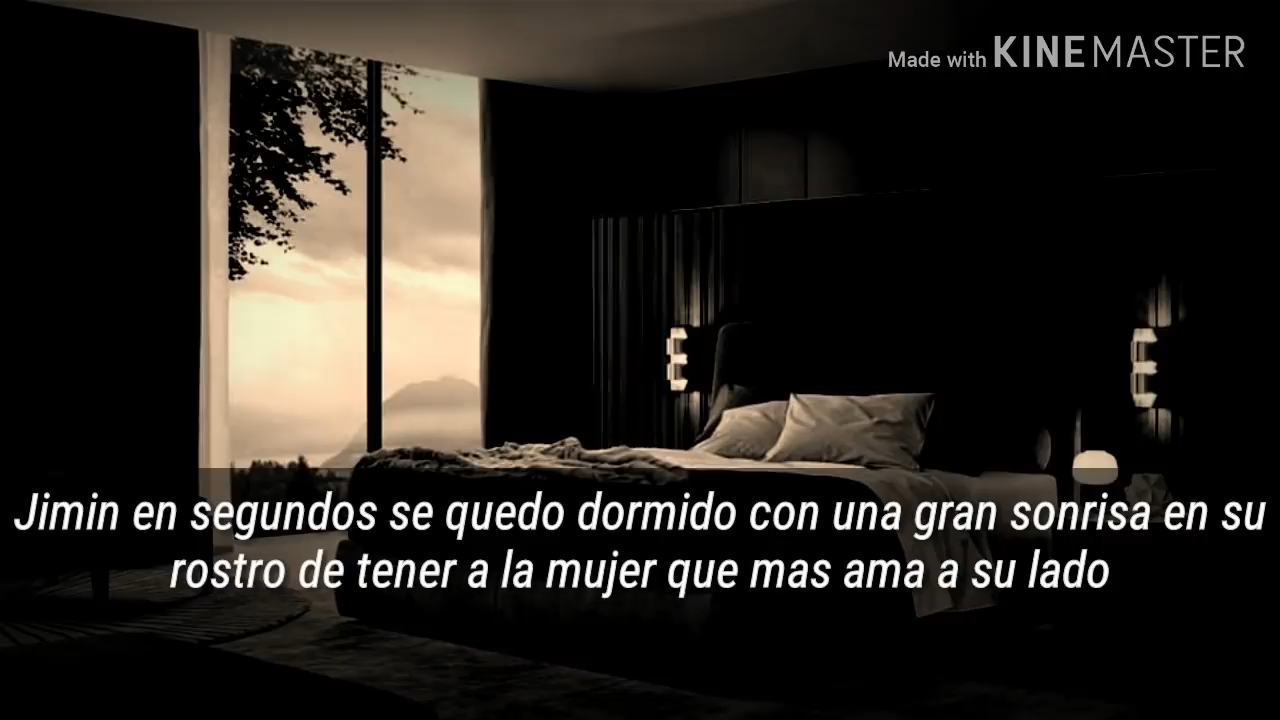 Made with KINEMASTER
Jimin en segundos se quedo dormido con una gran sonrisa en su
rostro de tener a la mujer que mas ama a su lado